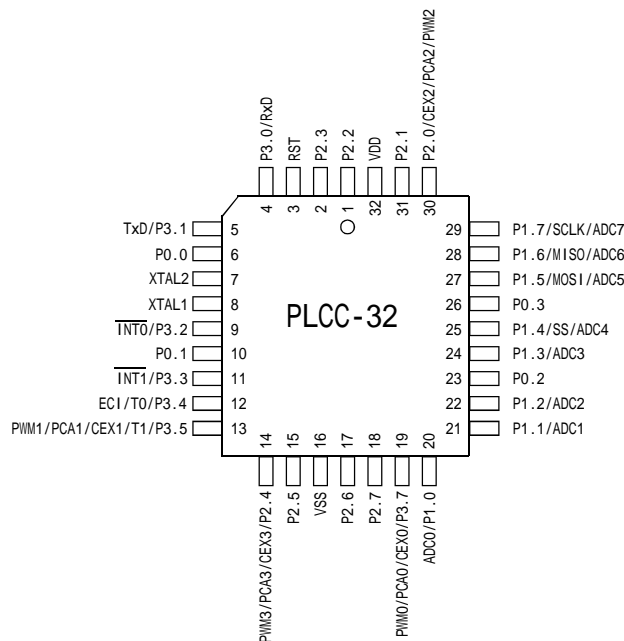 P3.0/RxD
RST
P2.3
P2.2
VDD
P2.1
P2.0/CEX2/PCA2/PWM2
4
3
2
1
32
31
30
TxD/P3.1
5
P0.0
6
XTAL2
7
XTAL1
8
INT0/P3.2
9
P0.1
10
INT1/P3.3
11
ECI/T0/P3.4
12
PWM1/PCA1/CEX1/T1/P3.5
13
PLCC-32
29
P1.7/SCLK/ADC7
28
P1.6/MISO/ADC6
27
P1.5/MOSI/ADC5
26
P0.3
25
P1.4/SS/ADC4
24
P1.3/ADC3
23
P0.2
22
P1.2/ADC2
21
P1.1/ADC1
14
15
16
17
18
19
20
PWM3/PCA3/CEX3/P2.4
P2.5
VSS
P2.6
P2.7
PWM0/PCA0/CEX0/P3.7
ADC0/P1.0